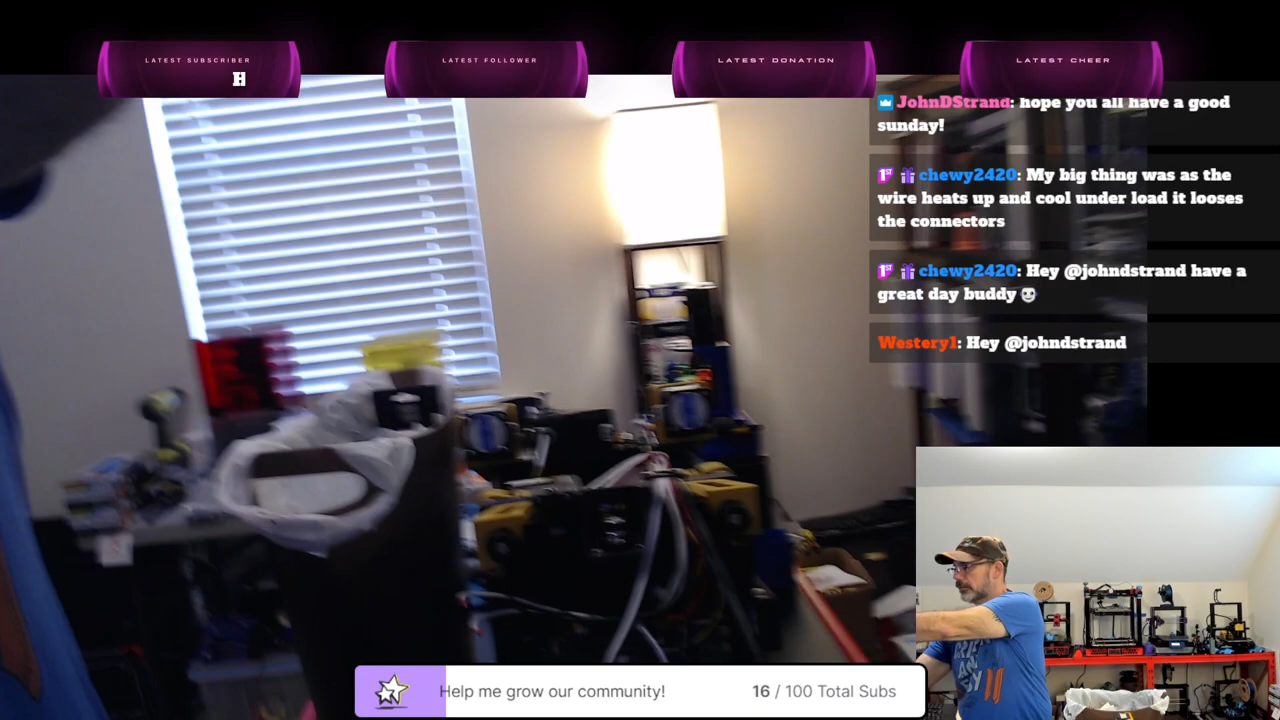 LATEST SUBSCRIBER
H
LATEST FOLLOWER
LATEST DONATION
LATEST CHEER
JohnDStrand: hope you all have a good
sunday!
1ST chewy2420: My big thing was as the
wire heats up and cool under load it looses
the connectors
1ST chewy2420: Hey @johndstrand have a
great day buddy
Westery1: Hey @johndstrand
Help me grow our community!
16 / 100 Total Subs